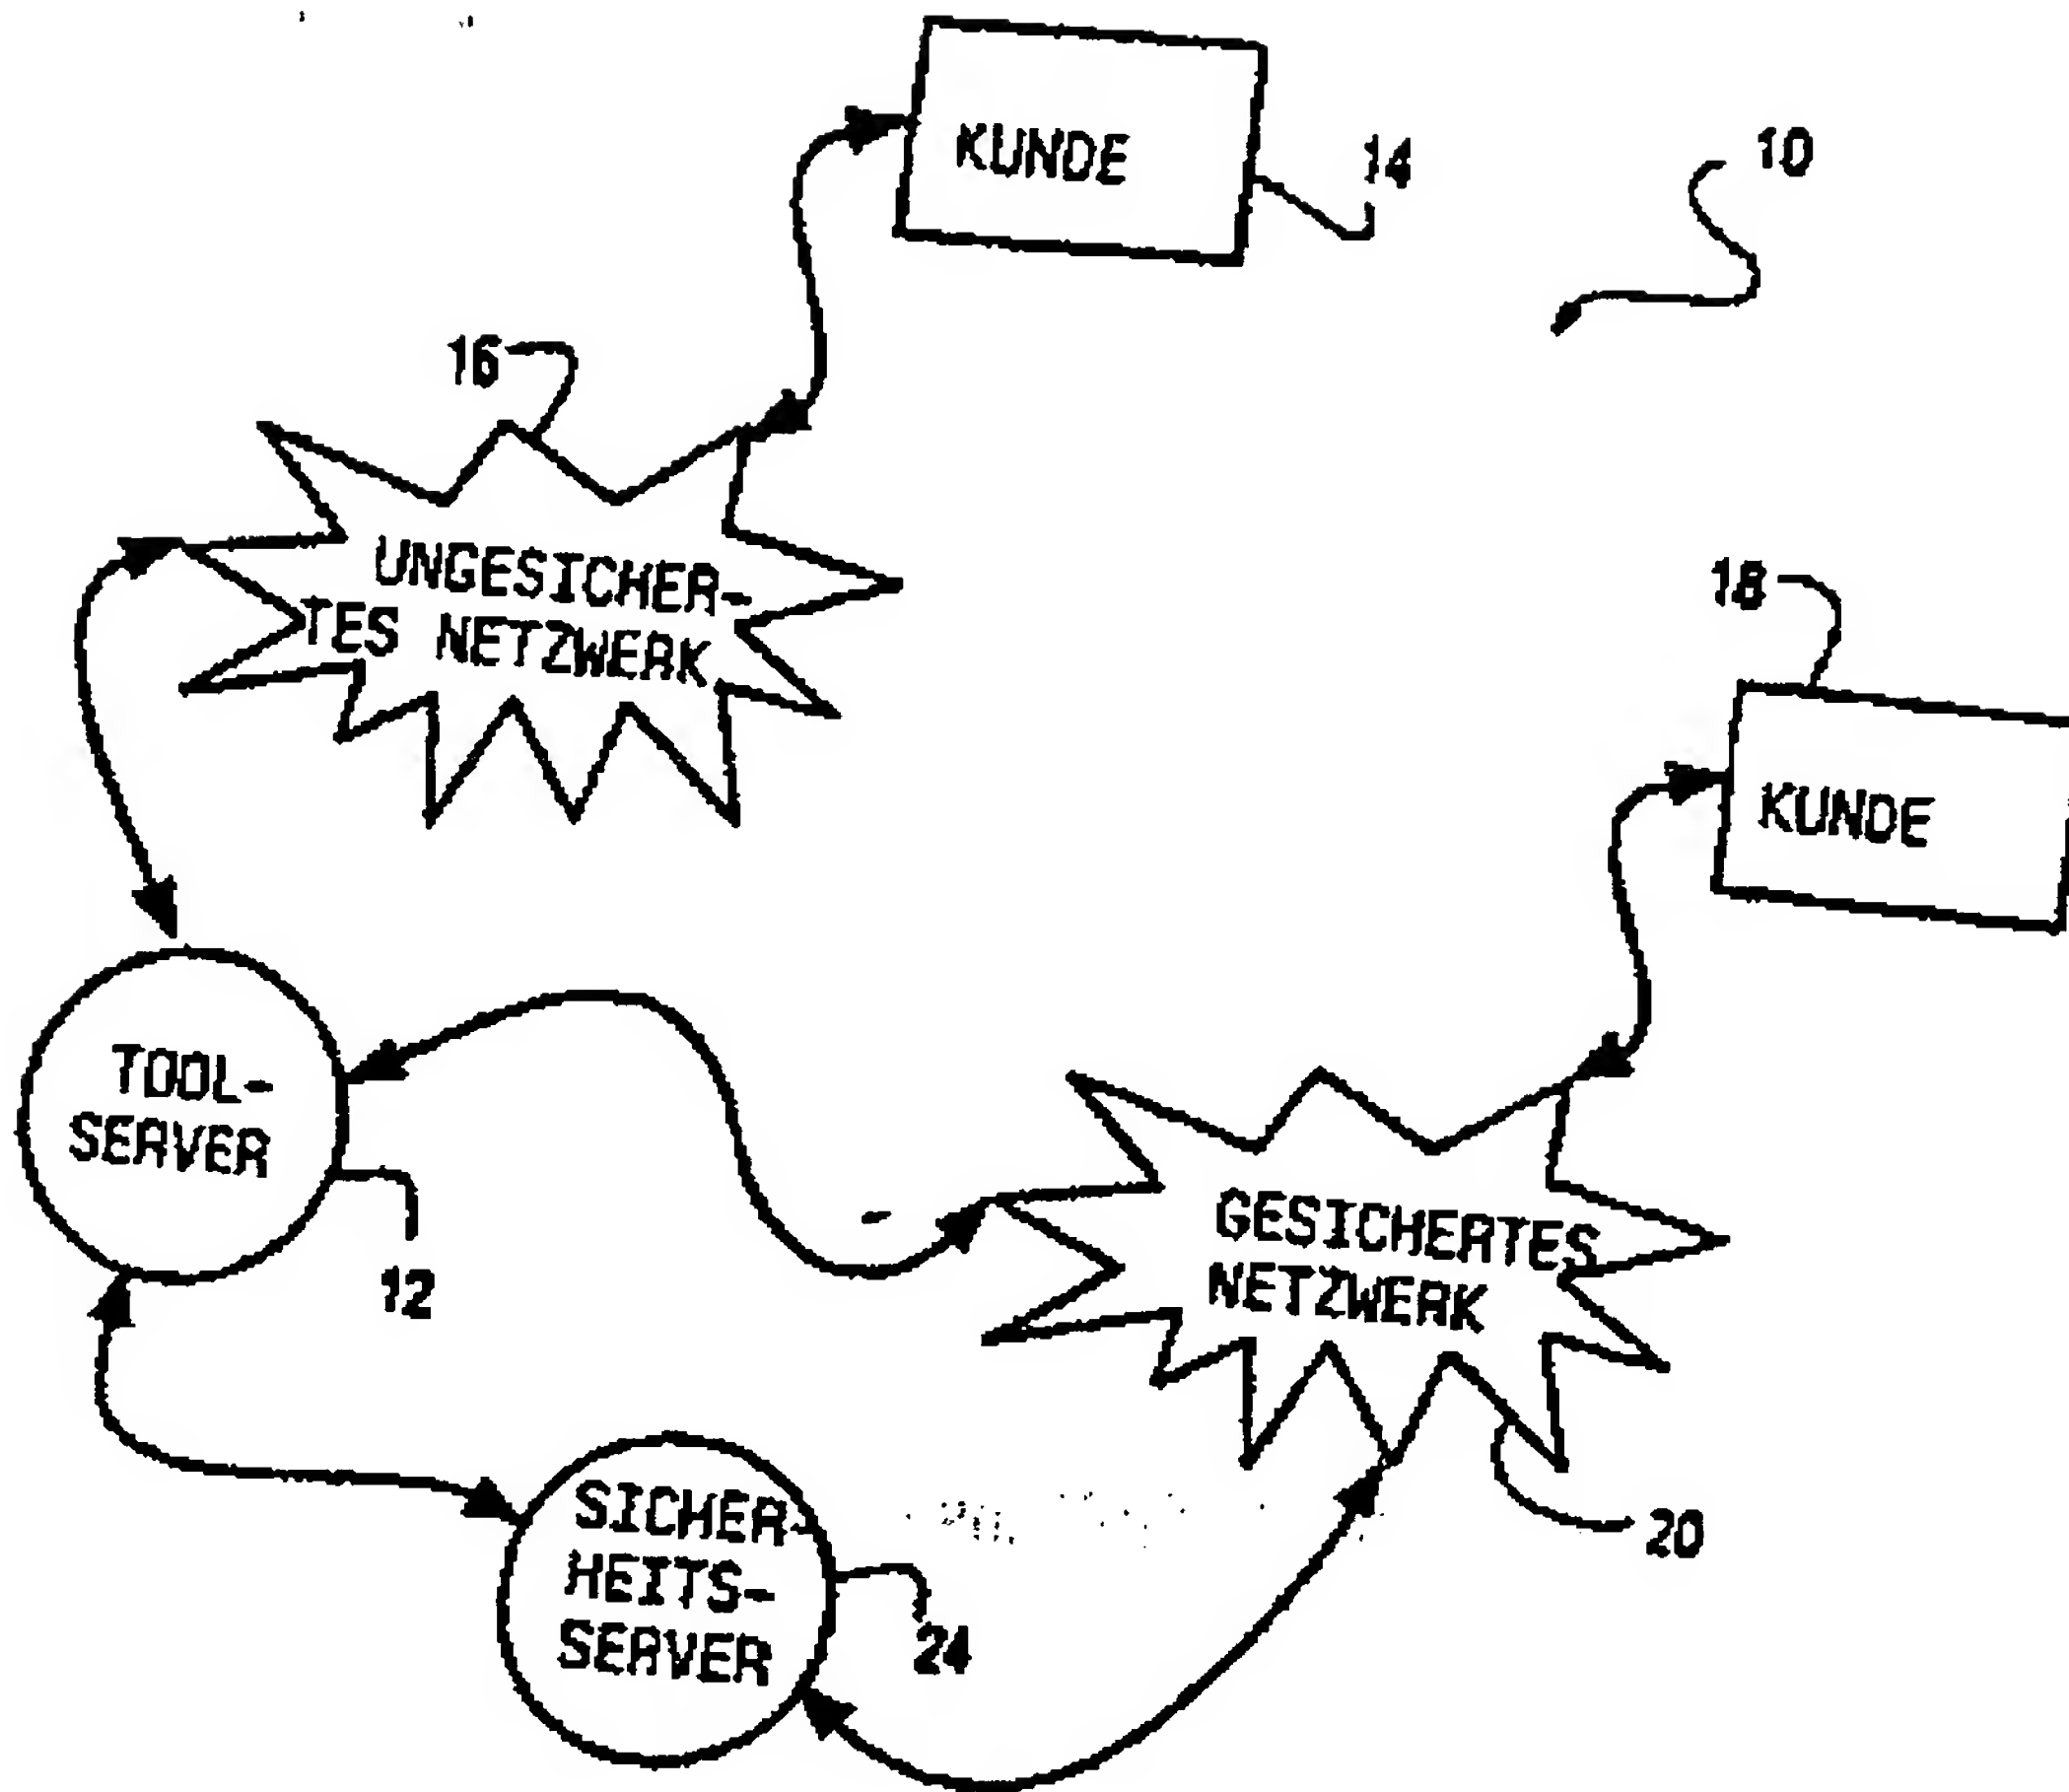 KUNDE
14
10
16
UNGESICHER-
TES NETZWERK
18
KUNDE
TOOL-
SERVER
12
GESICHERTES
NETZWERK
20
SICHER-
HEITS-
SERVER
24